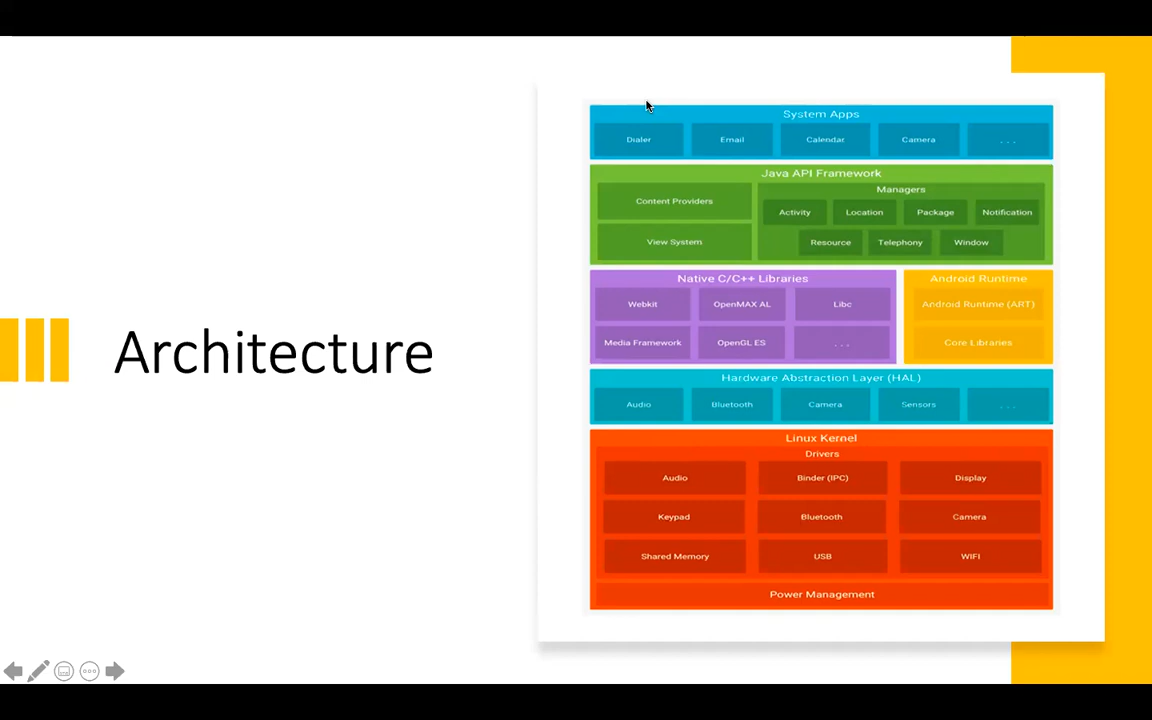 Architecture
System Apps
Dialer Email Calendar Camera ...
Java API Framework
Managers
Content Providers
Activity Location Package Notification
View System
Resource Telephony Window
Native C/C++ Libraries
Webkit OpenMAX AL Libc
Media Framework OpenGL ES ...
Android Runtime
Android Runtime (ART)
Core Libraries
Hardware Abstraction Layer (HAL)
Audio Bluetooth Camera Sensors ...
Linux Kernel
Drivers
Audio Binder (IPC) Display
Keypad Bluetooth Camera
Shared Memory USB WIFI
Power Management